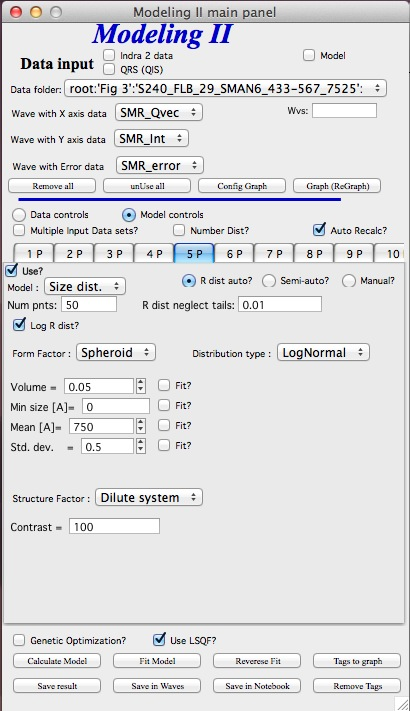 Modeling II main panel
Modeling II
Data input
Indra 2 data
Model
QRS (QIS)
Data folder: root:'Fig 3':'S240_FLB_29_SMAN6_433-567_7525':
Wave with X axis data SMR_Qvec Wvs:
Wave with Y axis data SMR_Int
Wave with Error data SMR_error
Remove all unUse all Config Graph Graph (ReGraph)
Data controls Model controls
Multiple Input Data sets? Number Dist? Auto Recalc?
1 P 2 P 3 P 4 P 5 P 6 P 7 P 8 P 9 P 10
Use?
Model : Size dist. R dist auto? Semi-auto? Manual?
Num pnts: 50 R dist neglect tails: 0.01
Log R dist?
Form Factor : Spheroid Distribution type : LogNormal
Volume = 0.05 Fit?
Min size [A]= 0 Fit?
Mean [A]= 750 Fit?
Std. dev. = 0.5 Fit?
Structure Factor : Dilute system
Contrast = 100
Genetic Optimization? Use LSQF?
Calculate Model Fit Model Reverese Fit Tags to graph
Save result Save in Waves Save in Notebook Remove Tags